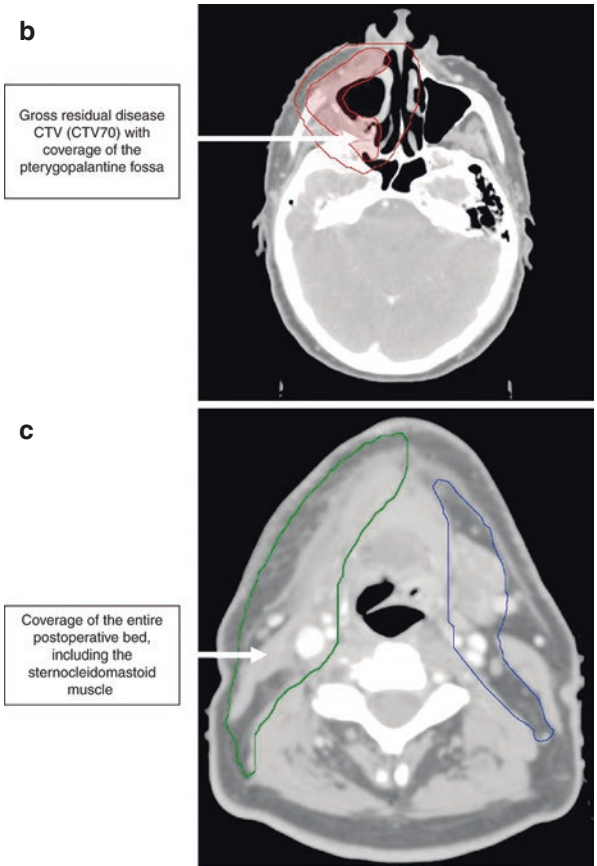 b
Gross residual disease
CTV (CTV70) with
coverage of the
pterygopalantine fossa
c
Coverage of the entire
postoperative bed,
including the
sternocleidomastoid
muscle